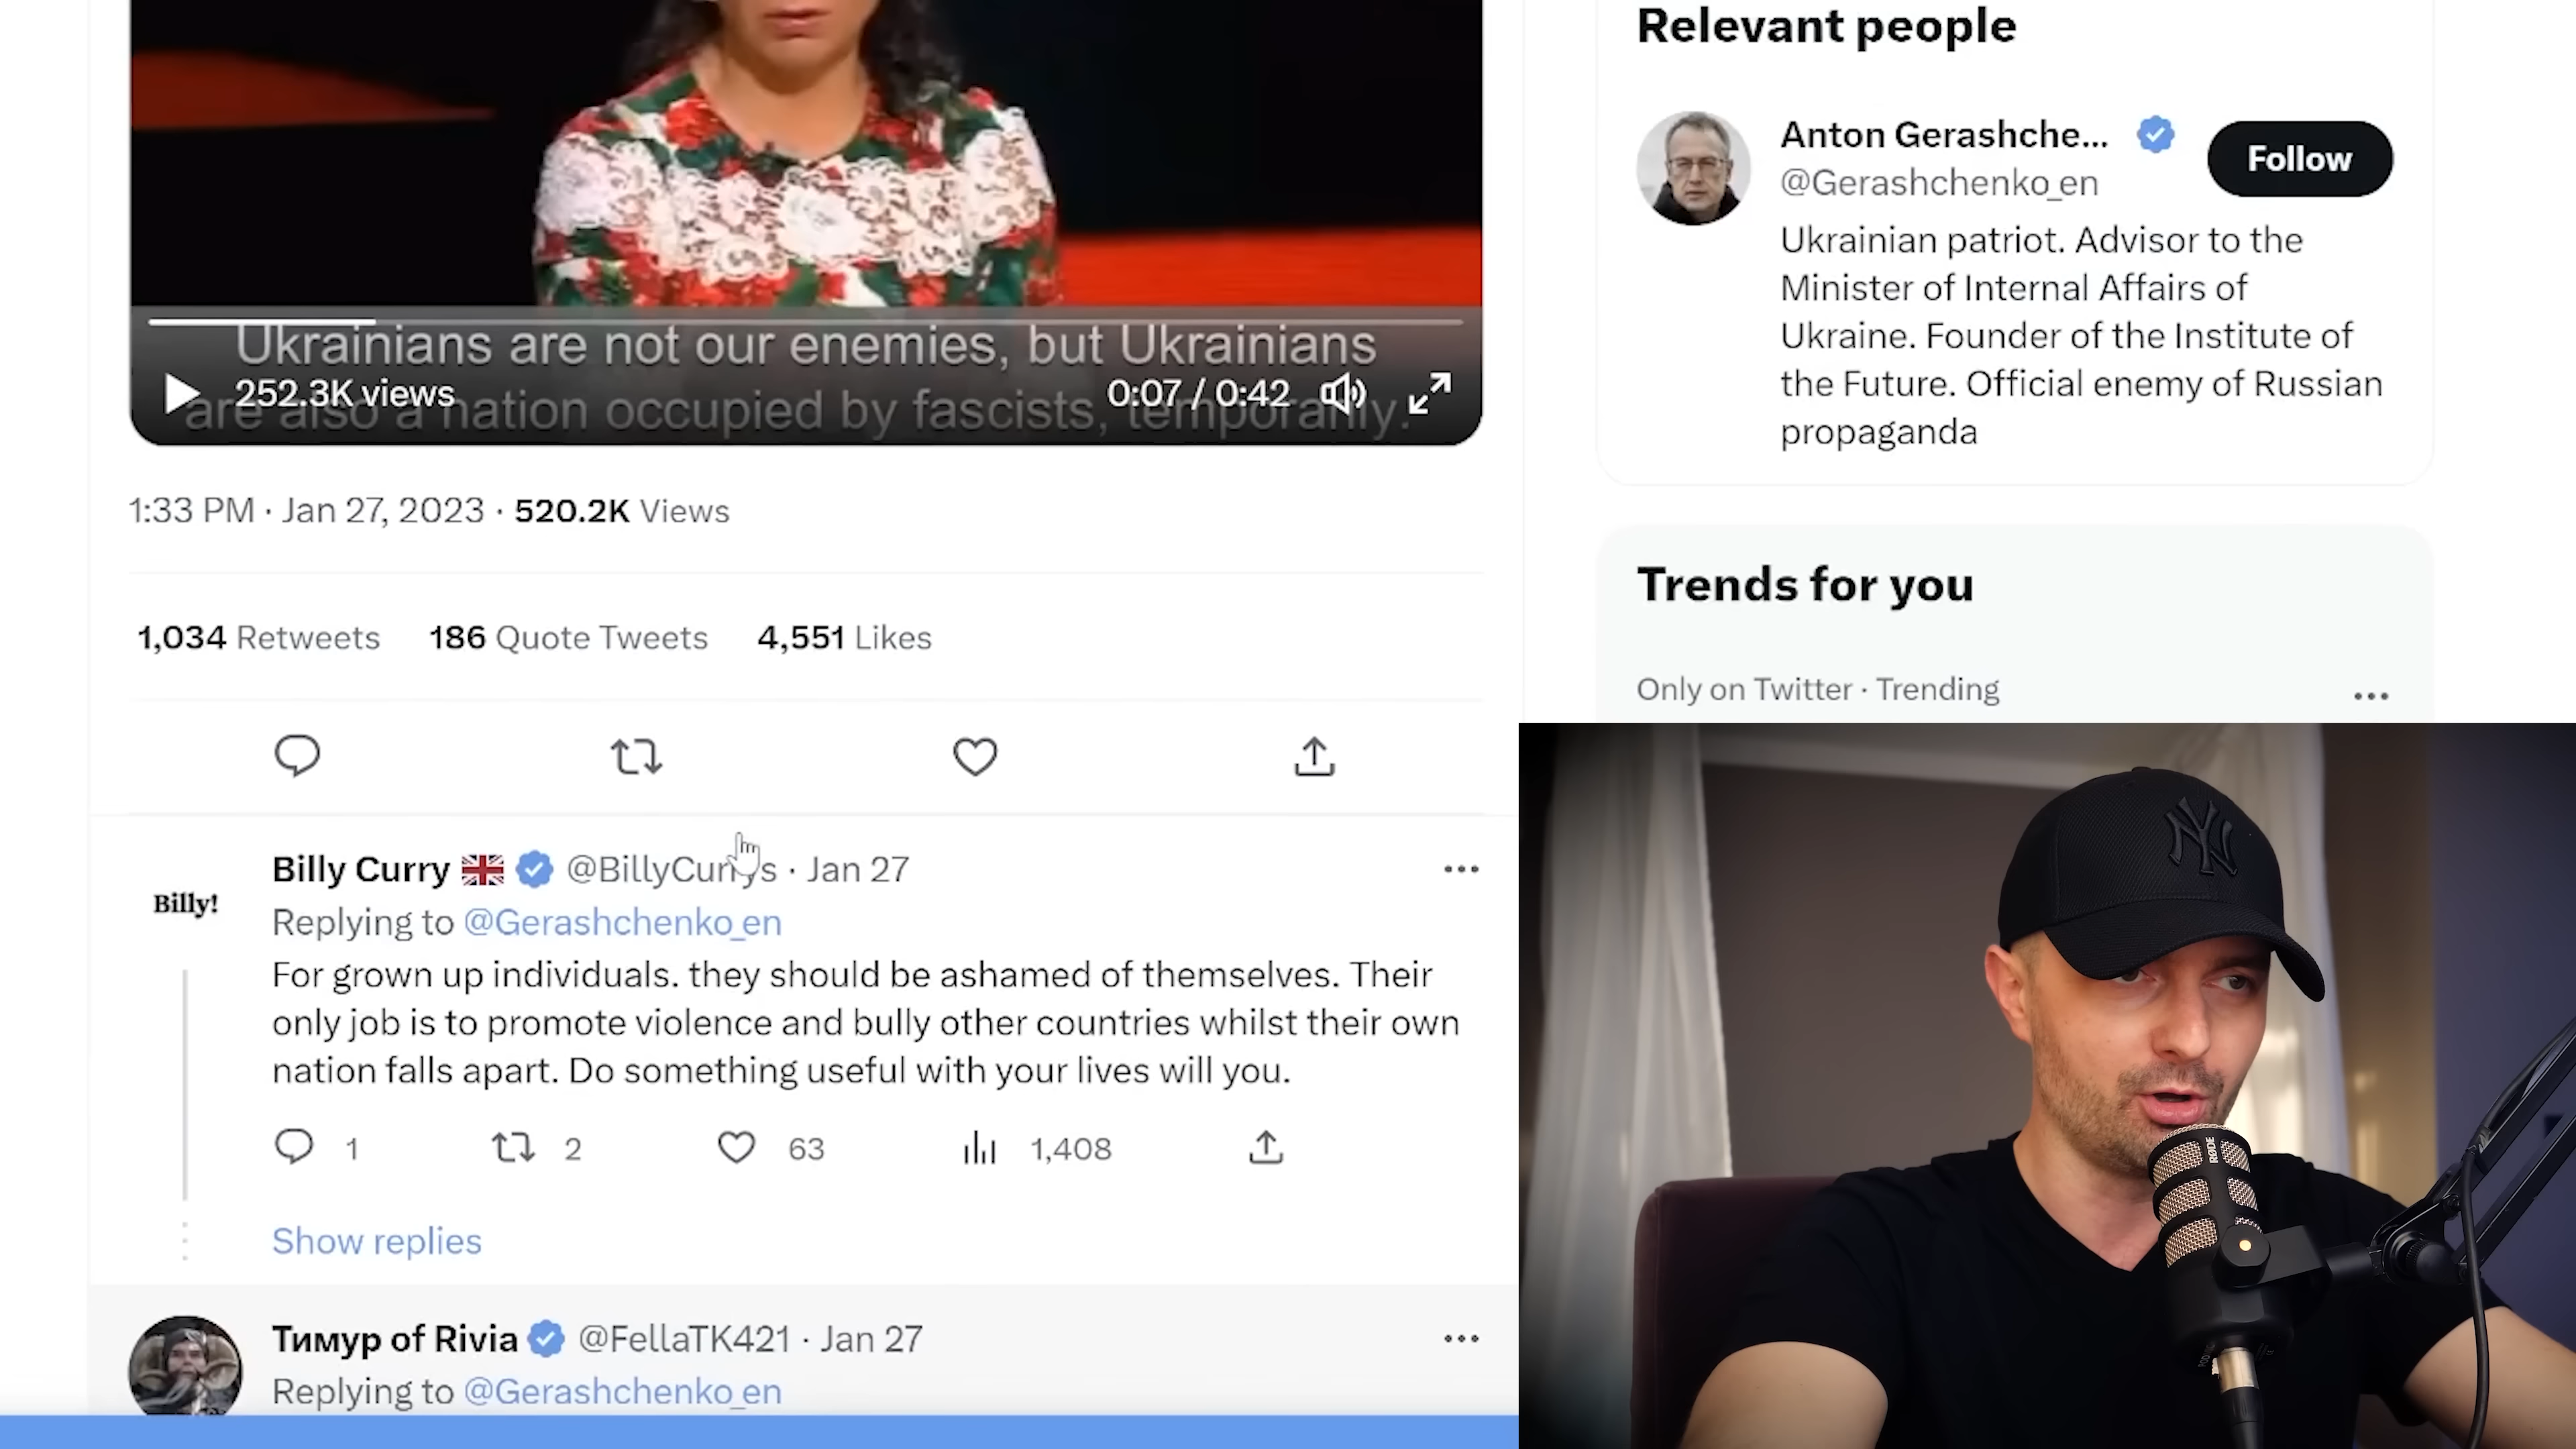 Ukrainians are not our enemies, but Ukrainians
are also a nation occupied by fascists, temporarily.
252.3K views
0:07 / 0:42
1:33 PM · Jan 27, 2023 · 520.2K Views
1,034 Retweets 186 Quote Tweets 4,551 Likes
Billy!
Billy Curry @BillyCurrys · Jan 27
Replying to @Gerashchenko_en
For grown up individuals. they should be ashamed of themselves. Their
only job is to promote violence and bully other countries whilst their own
nation falls apart. Do something useful with your lives will you.
1 2 63 1,408
Show replies
Тимур of Rivia @FellaTK421 · Jan 27
Replying to @Gerashchenko_en
Relevant people
Anton Gerashche...
@Gerashchenko_en
Follow
Ukrainian patriot. Advisor to the
Minister of Internal Affairs of
Ukraine. Founder of the Institute of
the Future. Official enemy of Russian
propaganda
Trends for you
Only on Twitter · Trending
NY
RØDE